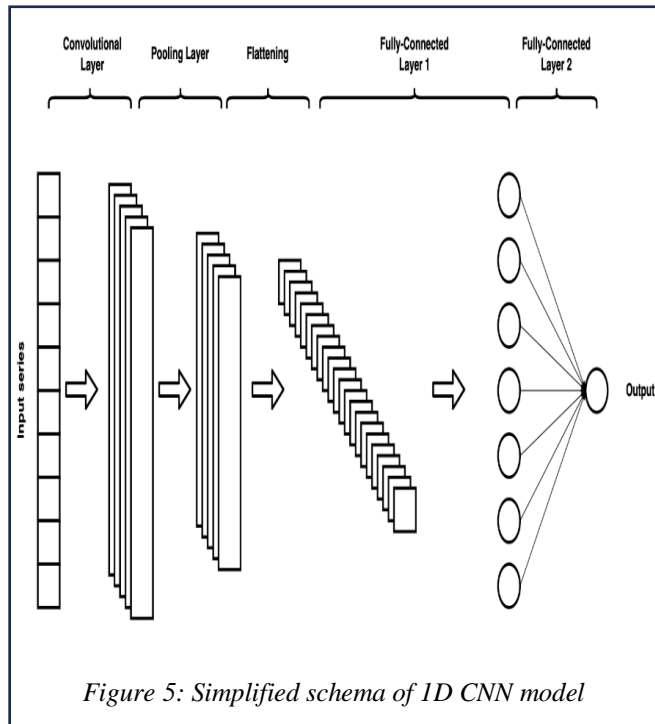 Convolutional
Layer
Pooling Layer
Flattening
Fully-Connected
Layer 1
Fully-Connected
Layer 2
Input series
Output
Figure 5: Simplified schema of 1D CNN model